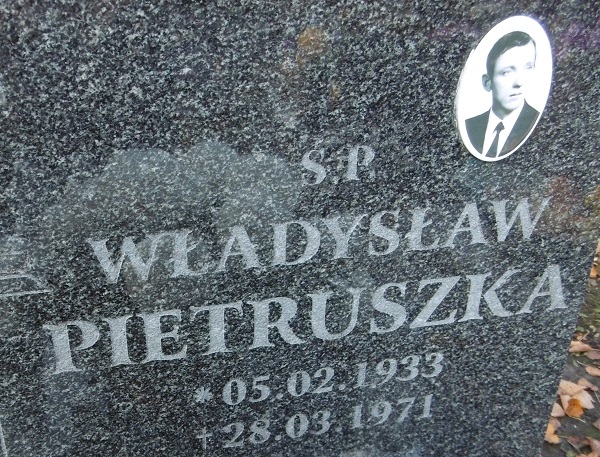 Ś.P.
WŁADYSŁAW
PIETRUSZKA
* 05.02.1933
+ 28.03.1971